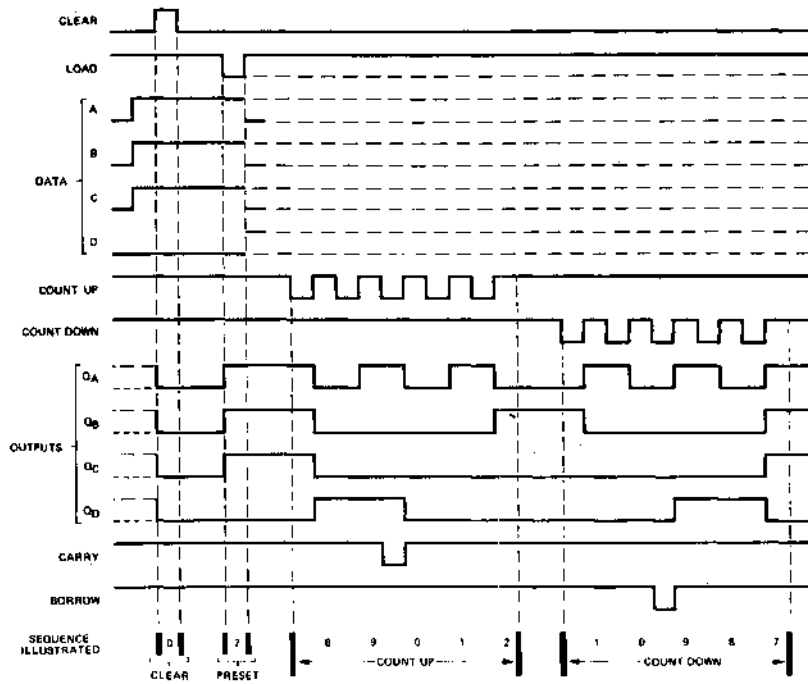 CLEAR
LOAD
A
B
DATA
C
D
COUNT UP
COUNT DOWN
QA
QB
OUTPUTS
QC
QD
CARRY
BORROW
SEQUENCE ILLUSTRATED
0 7 8 9 0 1 2 1 0 9 8 7
CLEAR PRESET COUNT UP COUNT DOWN